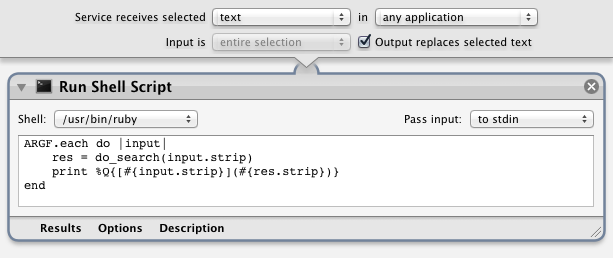 Service receives selected text in any application
Input is entire selection Output replaces selected text
Run Shell Script
Shell: /usr/bin/ruby Pass input: to stdin
ARGF.each do |input|
    res = do_search(input.strip)
    print %Q{[#{input.strip}](#{res.strip})}
end
Results Options Description